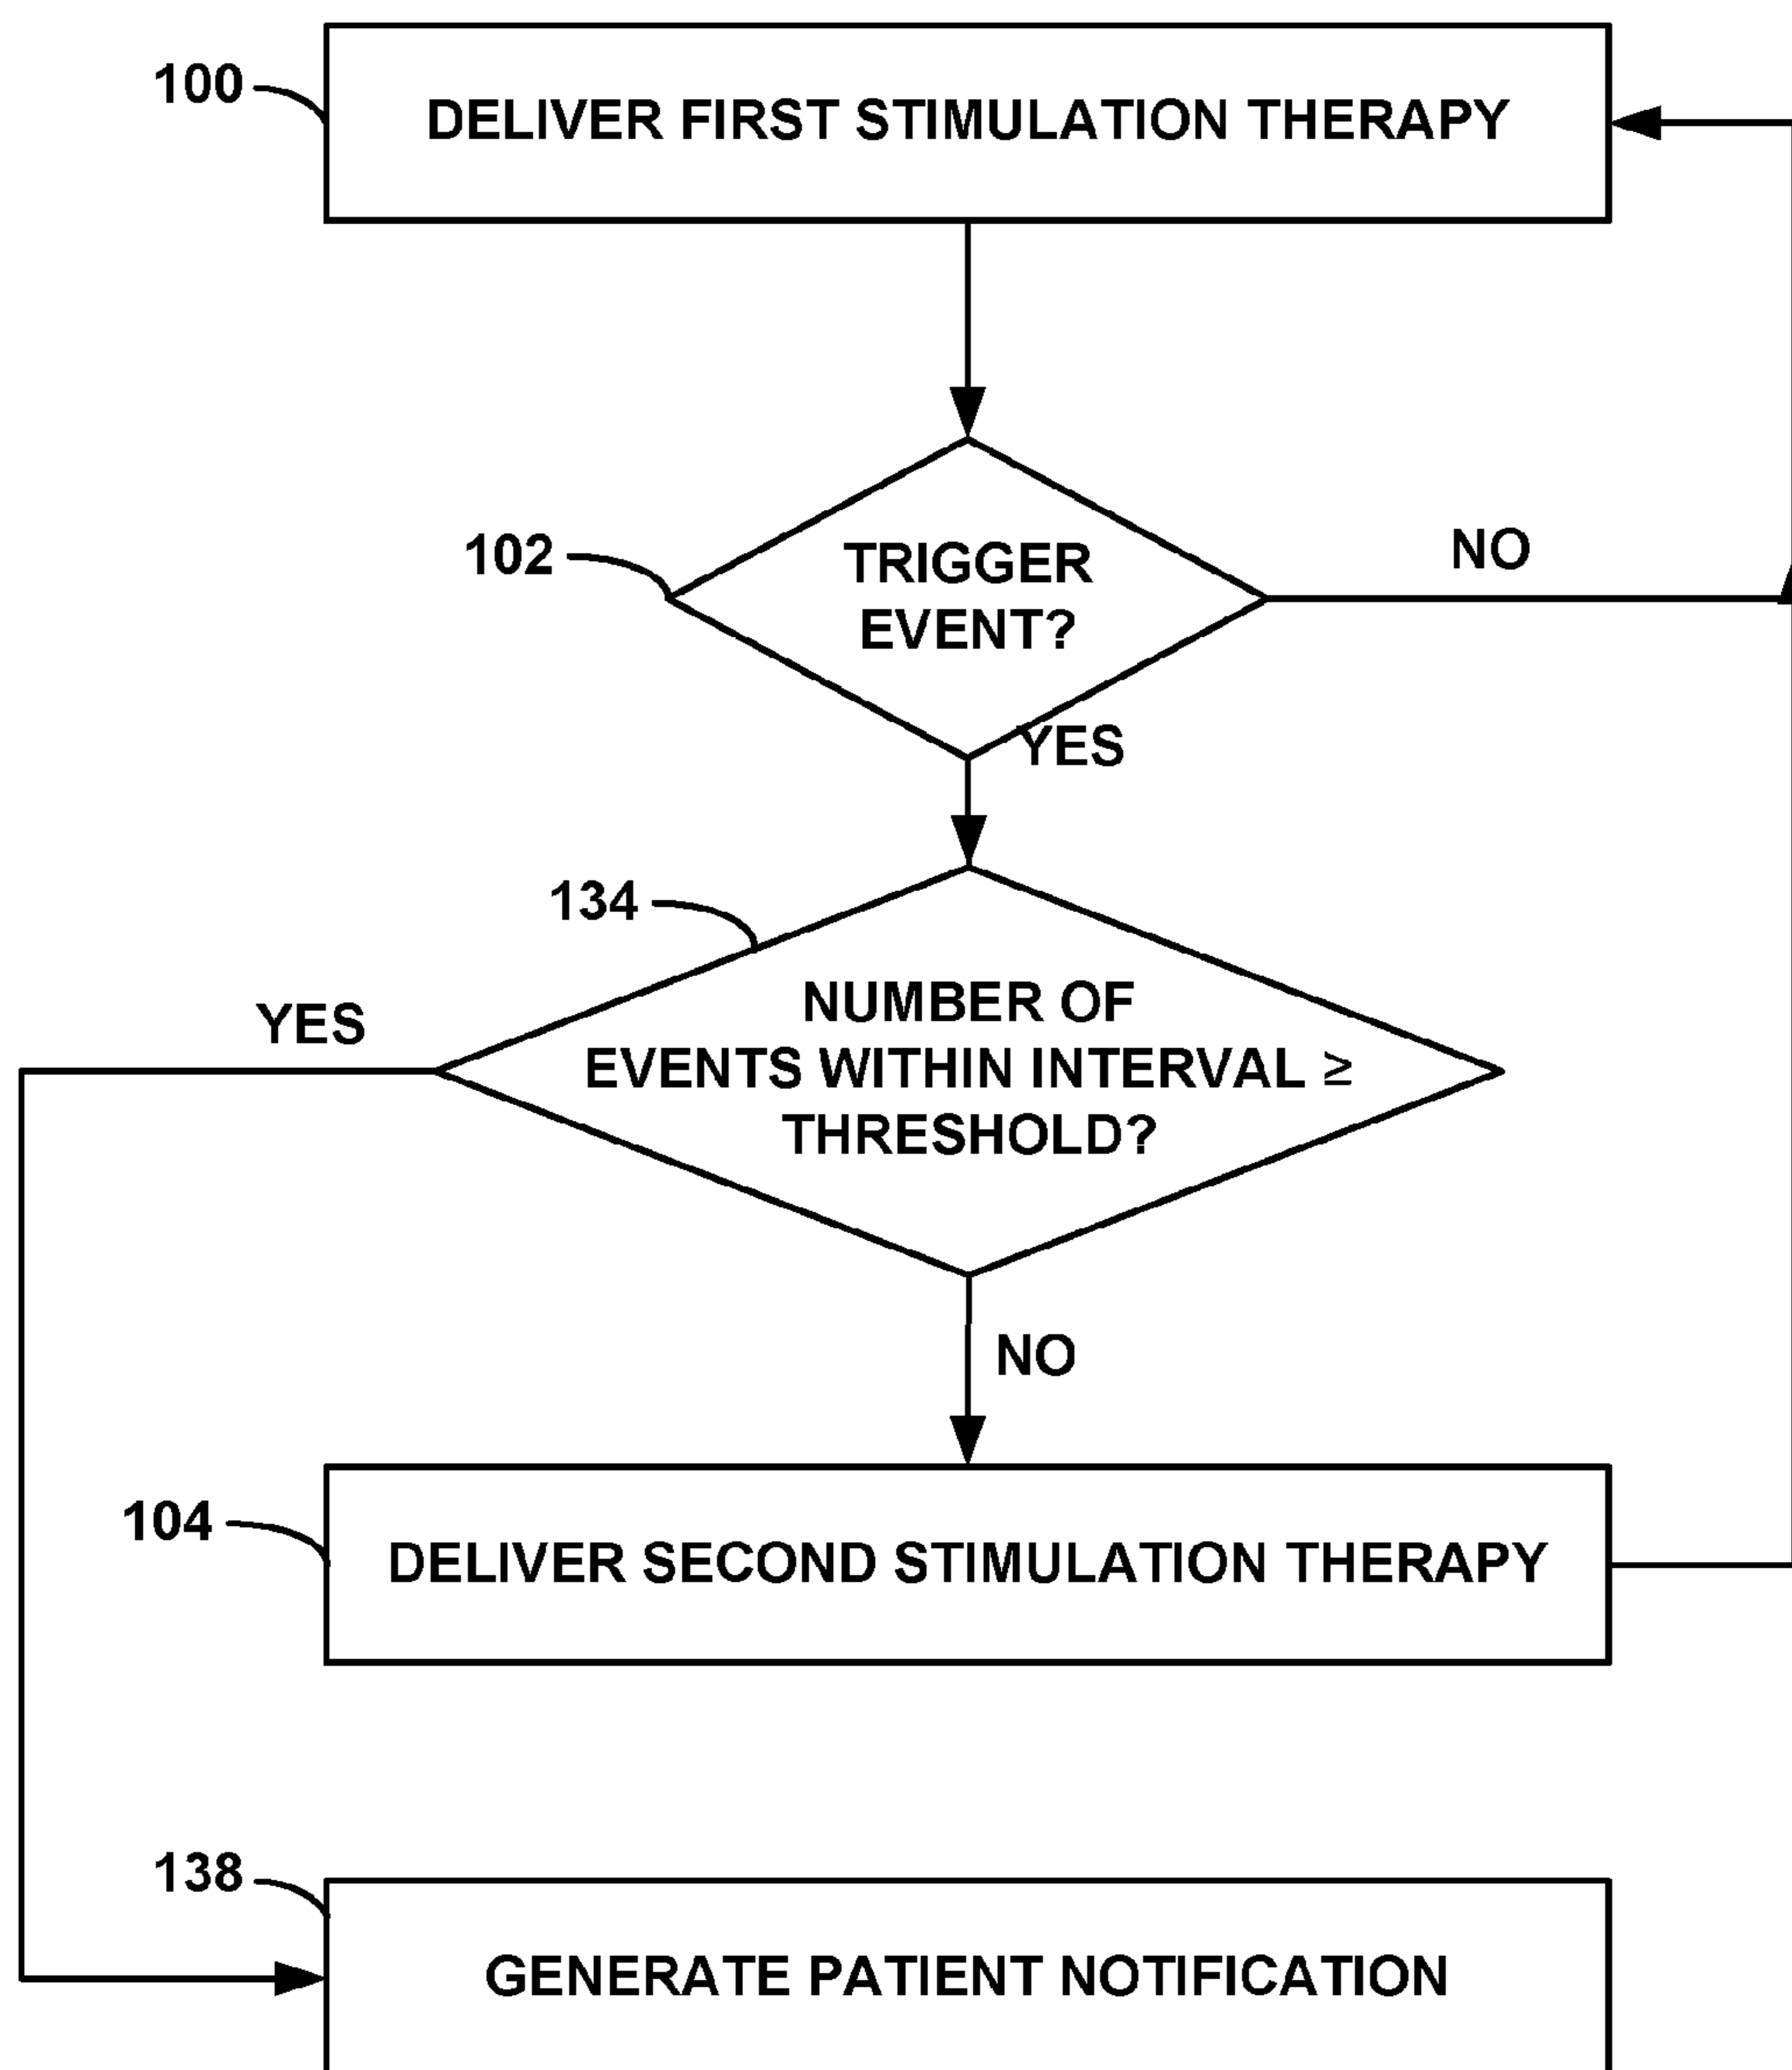 100
DELIVER FIRST STIMULATION THERAPY
102
TRIGGER
EVENT?
NO
YES
134
NUMBER OF
EVENTS WITHIN INTERVAL ≥
THRESHOLD?
YES
NO
104
DELIVER SECOND STIMULATION THERAPY
138
GENERATE PATIENT NOTIFICATION